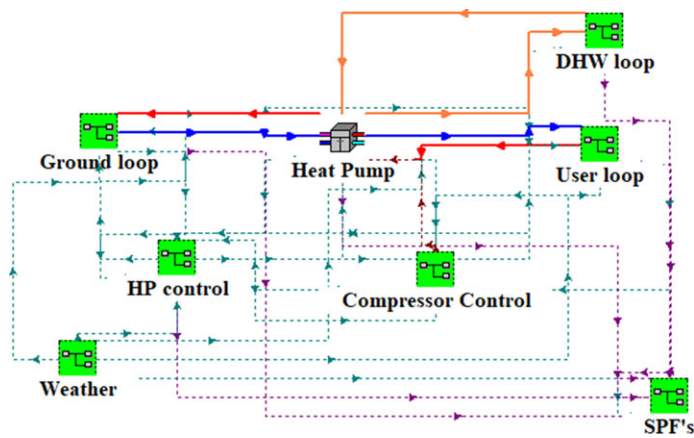 DHW loop
Ground loop
Heat Pump
User loop
HP control
Compressor Control
Weather
SPF's